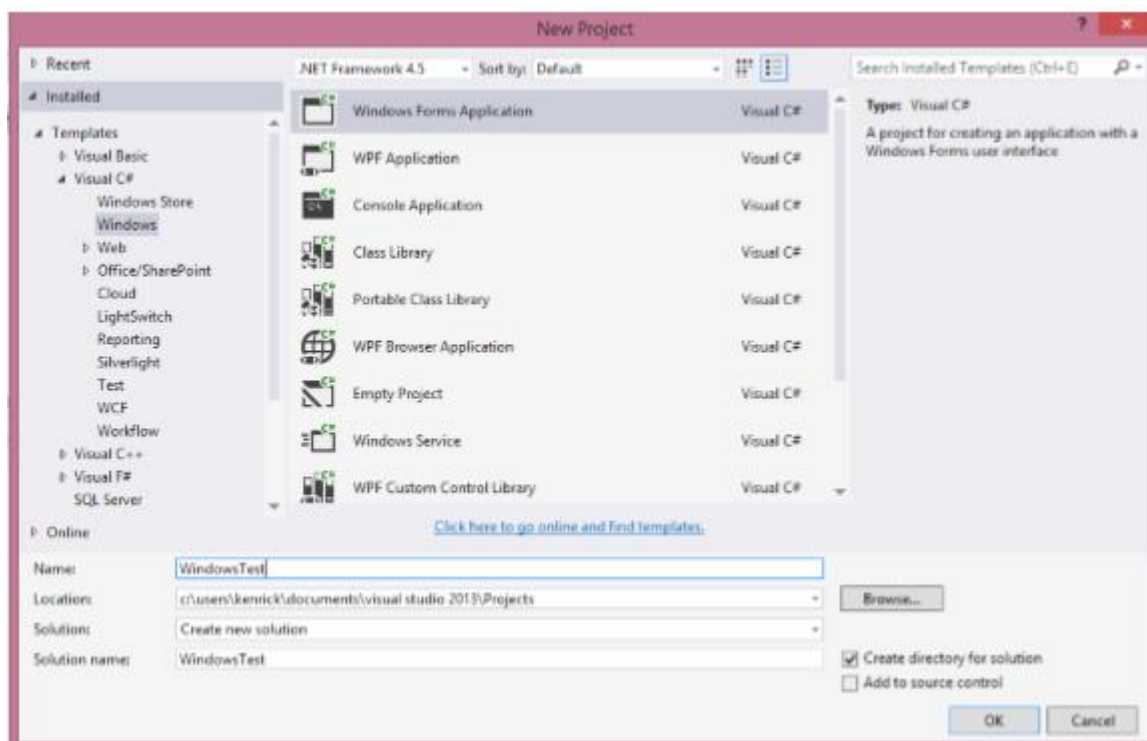 New Project
?
Recent
.NET Framework 4.5
Sort by: Default
Search Installed Templates (Ctrl+E)
Installed
Templates
Visual Basic
Visual C#
Windows Store
Windows
Web
Office/SharePoint
Cloud
LightSwitch
Reporting
Silverlight
Test
WCF
Workflow
Visual C++
Visual F#
SQL Server
Online
Windows Forms Application Visual C#
WPF Application Visual C#
Console Application Visual C#
Class Library Visual C#
Portable Class Library Visual C#
WPF Browser Application Visual C#
Empty Project Visual C#
Windows Service Visual C#
WPF Custom Control Library Visual C#
Click here to go online and find templates.
Type: Visual C#
A project for creating an application with a
Windows Forms user interface
Name: WindowsTest
Location: c:\users\kenrick\documents\visual studio 2013\Projects
Browse...
Solution: Create new solution
Solution name: WindowsTest
Create directory for solution
Add to source control
OK
Cancel